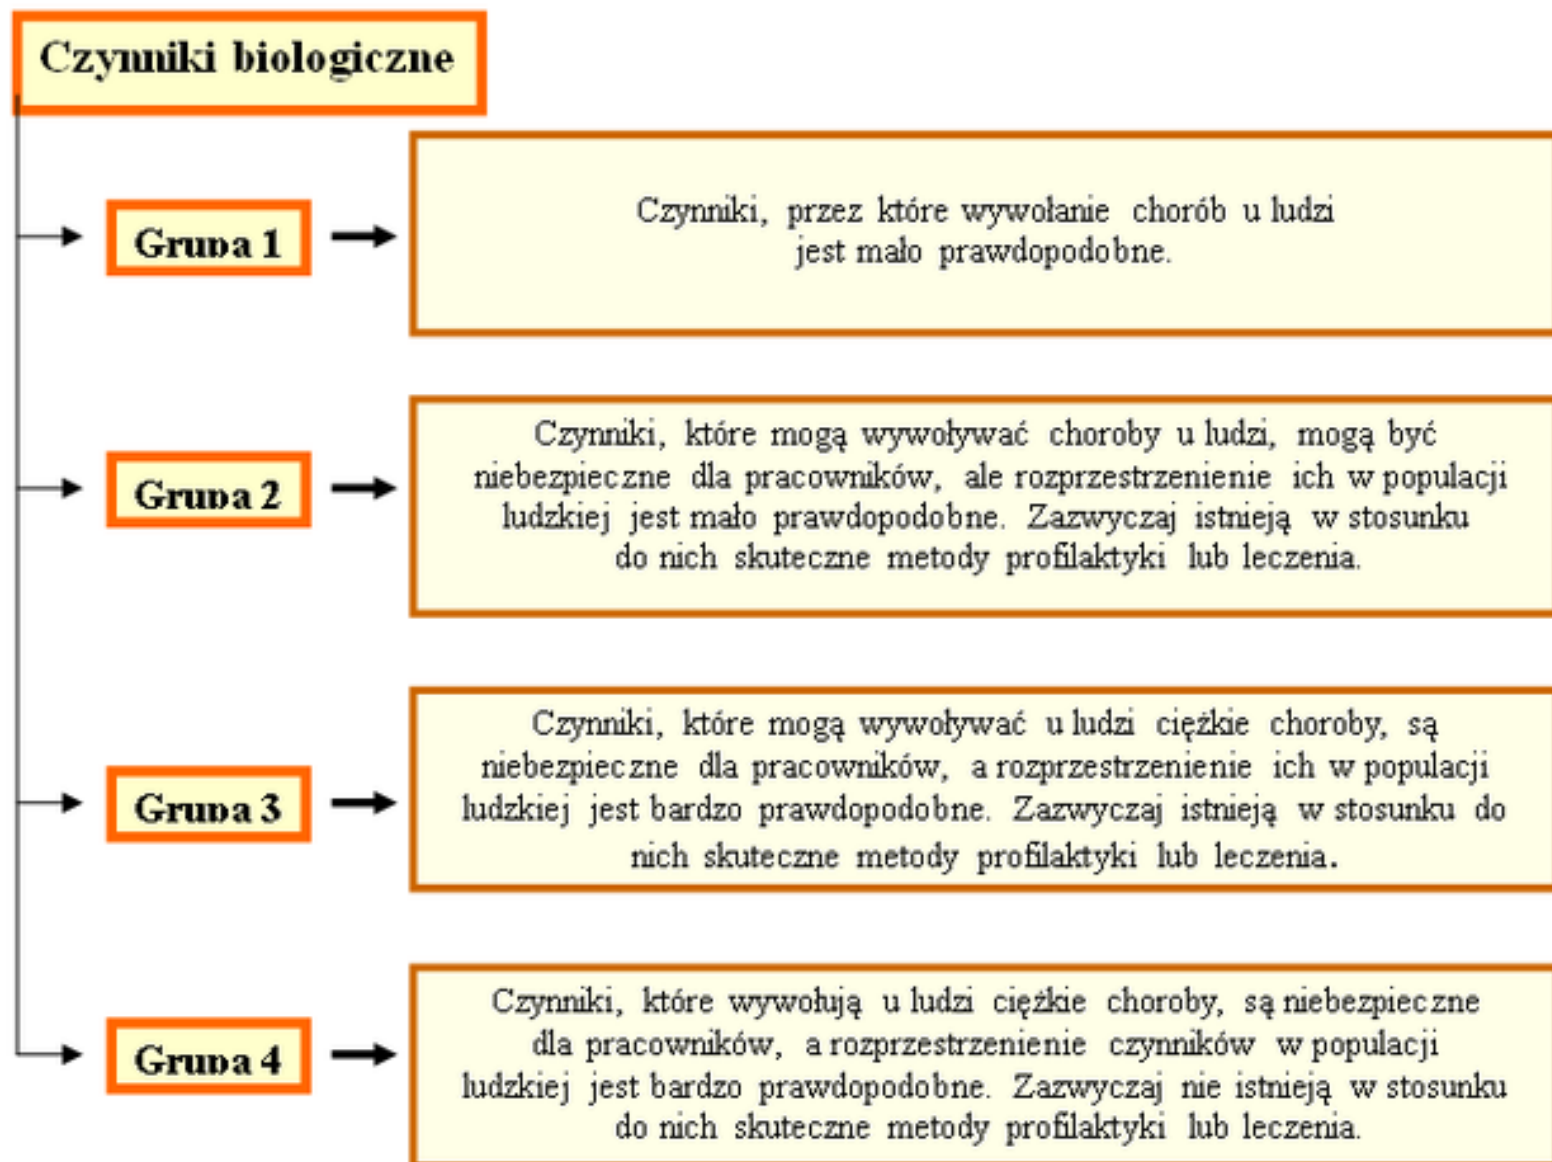 Czynniki biologiczne
Grupa 1
Czynniki, przez które wywołanie chorób u ludzi
jest mało prawdopodobne.
Grupa 2
Czynniki, które mogą wywoływać choroby u ludzi, mogą być
niebezpieczne dla pracowników, ale rozprzestrzenienie ich w populacji
ludzkiej jest mało prawdopodobne. Zazwyczaj istnieją w stosunku
do nich skuteczne metody profilaktyki lub leczenia.
Grupa 3
Czynniki, które mogą wywoływać u ludzi ciężkie choroby, są
niebezpieczne dla pracowników, a rozprzestrzenienie ich w populacji
ludzkiej jest bardzo prawdopodobne. Zazwyczaj istnieją w stosunku do
nich skuteczne metody profilaktyki lub leczenia.
Grupa 4
Czynniki, które wywołują u ludzi ciężkie choroby, są niebezpieczne
dla pracowników, a rozprzestrzenienie czynników w populacji
ludzkiej jest bardzo prawdopodobne. Zazwyczaj nie istnieją w stosunku
do nich skuteczne metody profilaktyki lub leczenia.